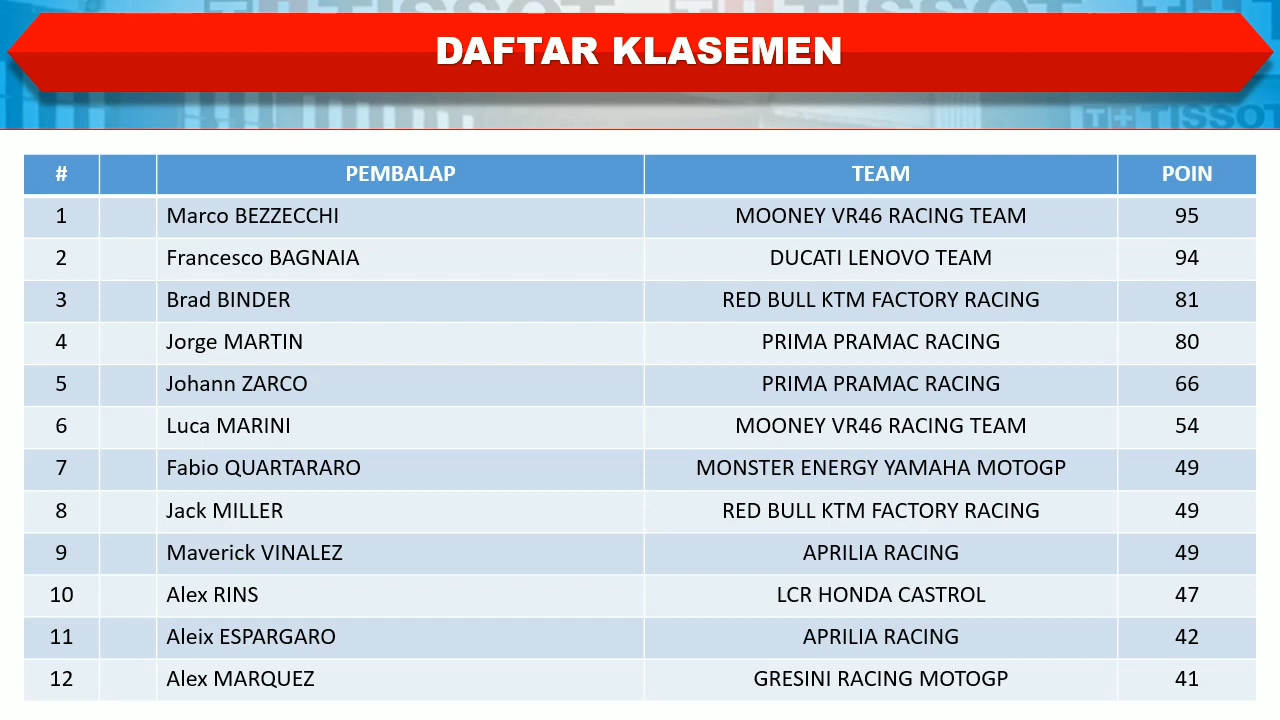 TISSOT
DAFTAR KLASEMEN
TISSOT
# PEMBALAP TEAM POIN
1 Marco BEZZECCHI MOONEY VR46 RACING TEAM 95
2 Francesco BAGNAIA DUCATI LENOVO TEAM 94
3 Brad BINDER RED BULL KTM FACTORY RACING 81
4 Jorge MARTIN PRIMA PRAMAC RACING 80
5 Johann ZARCO PRIMA PRAMAC RACING 66
6 Luca MARINI MOONEY VR46 RACING TEAM 54
7 Fabio QUARTARARO MONSTER ENERGY YAMAHA MOTOGP 49
8 Jack MILLER RED BULL KTM FACTORY RACING 49
9 Maverick VINALEZ APRILIA RACING 49
10 Alex RINS LCR HONDA CASTROL 47
11 Aleix ESPARGARO APRILIA RACING 42
12 Alex MARQUEZ GRESINI RACING MOTOGP 41